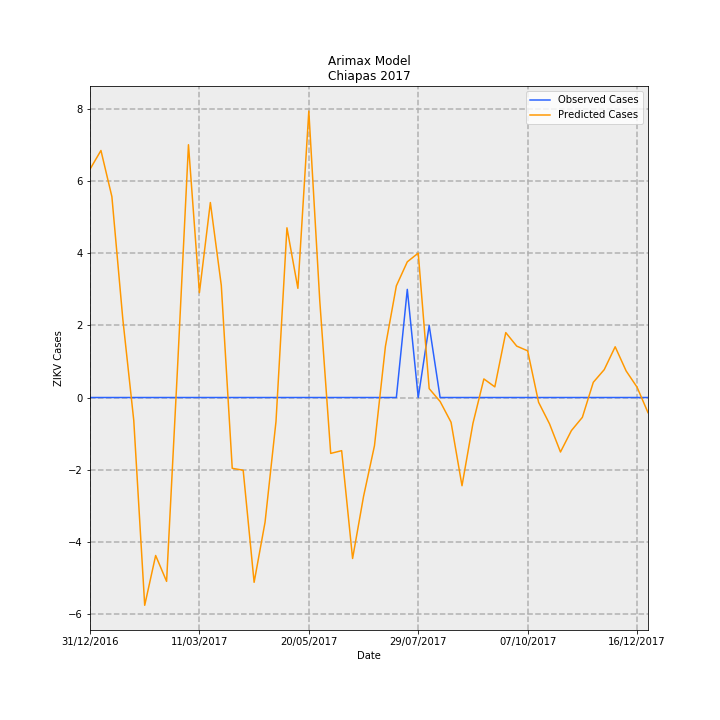 Arimax Model
Chiapas 2017
Observed Cases
Predicted Cases
8
6
4
2
0
−2
−4
−6
ZIKV Cases
31/12/2016 11/03/2017 20/05/2017 29/07/2017 07/10/2017 16/12/2017
Date